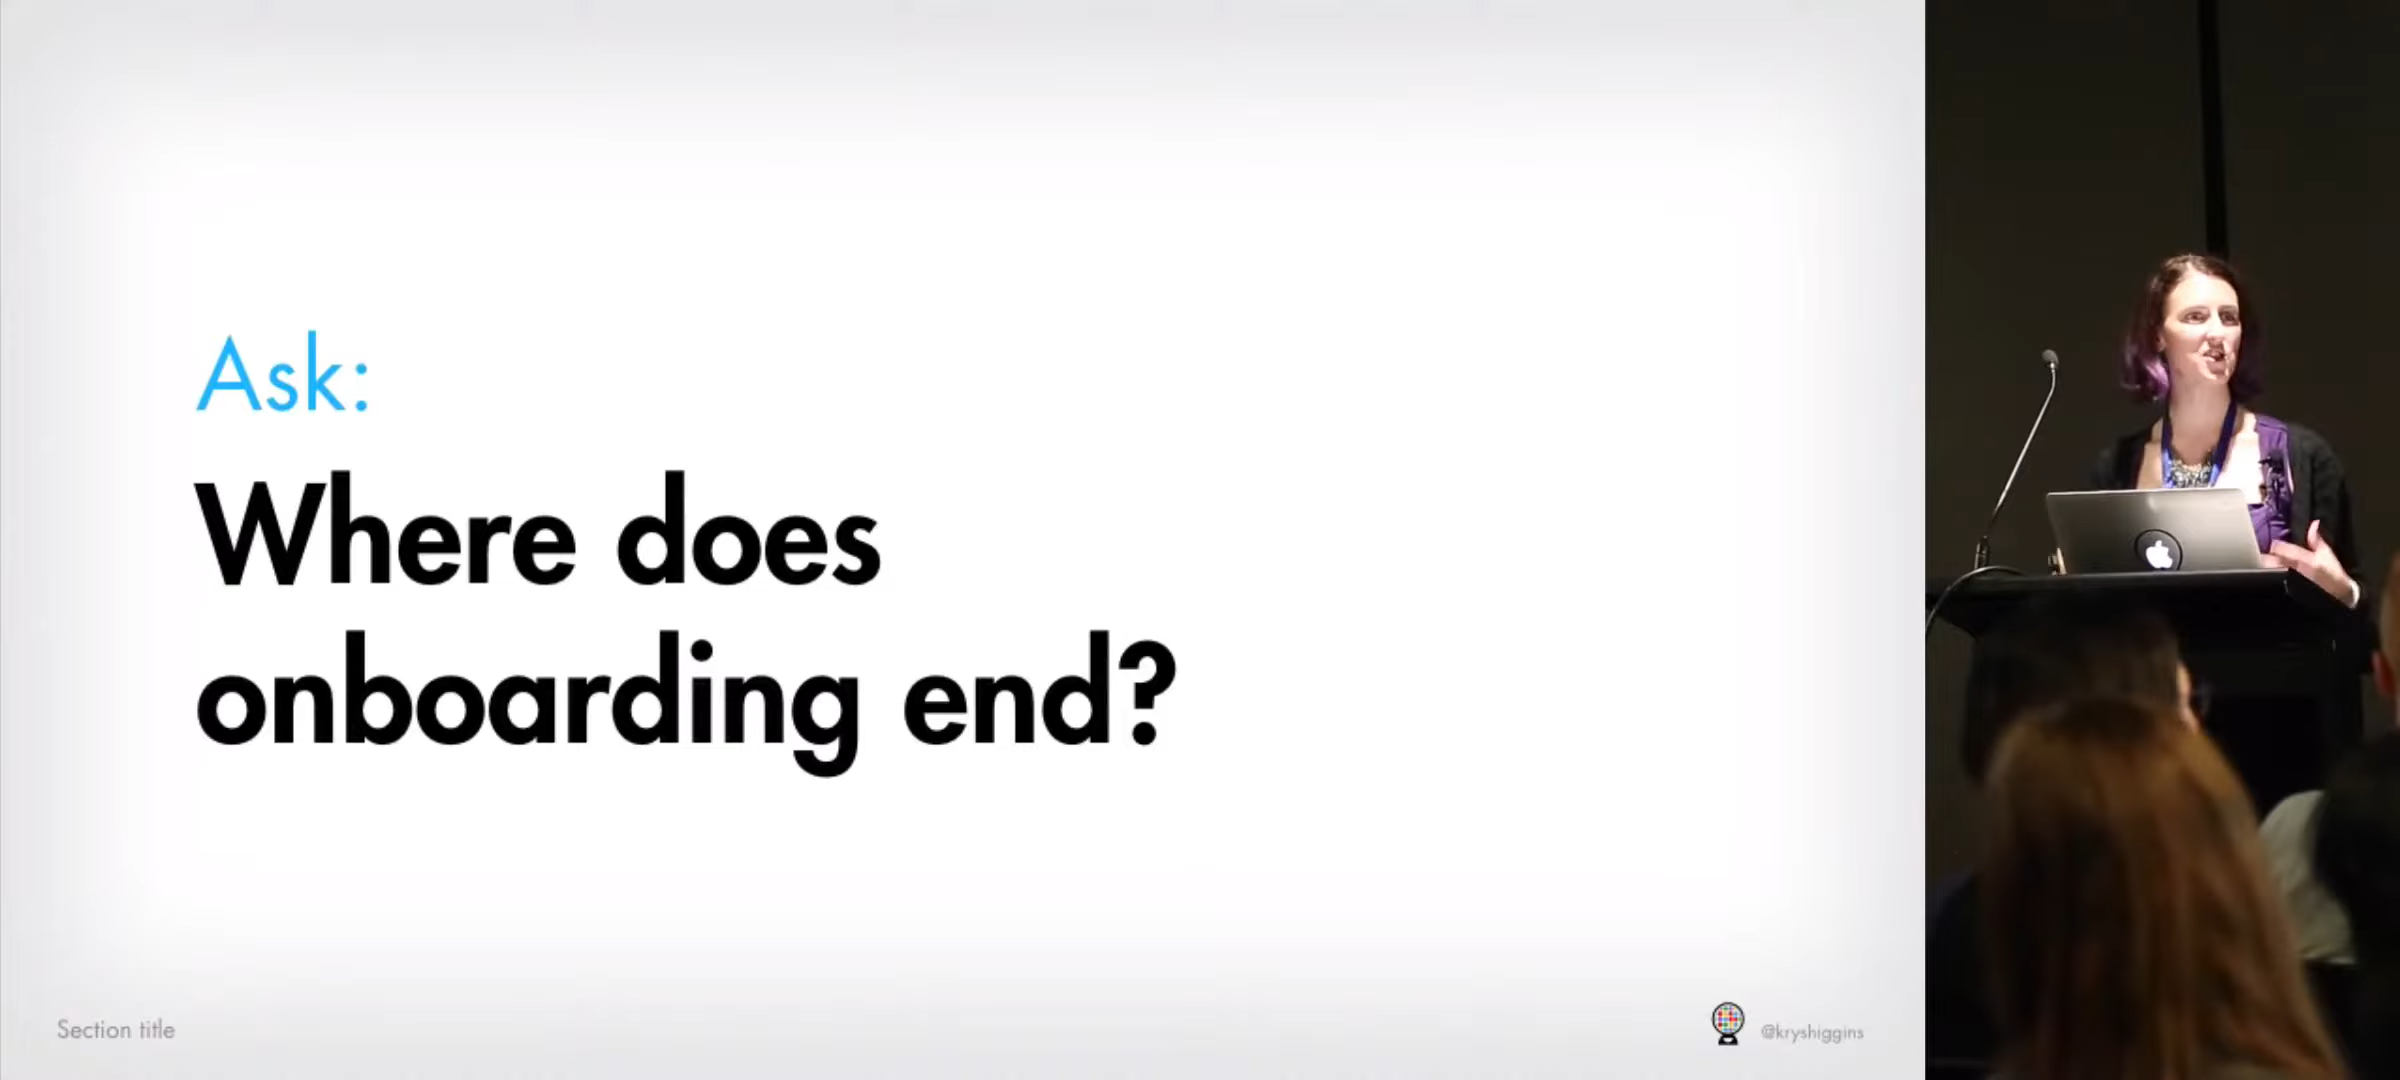 Ask:
Where does
onboarding end?
Section title
@kryshiggins